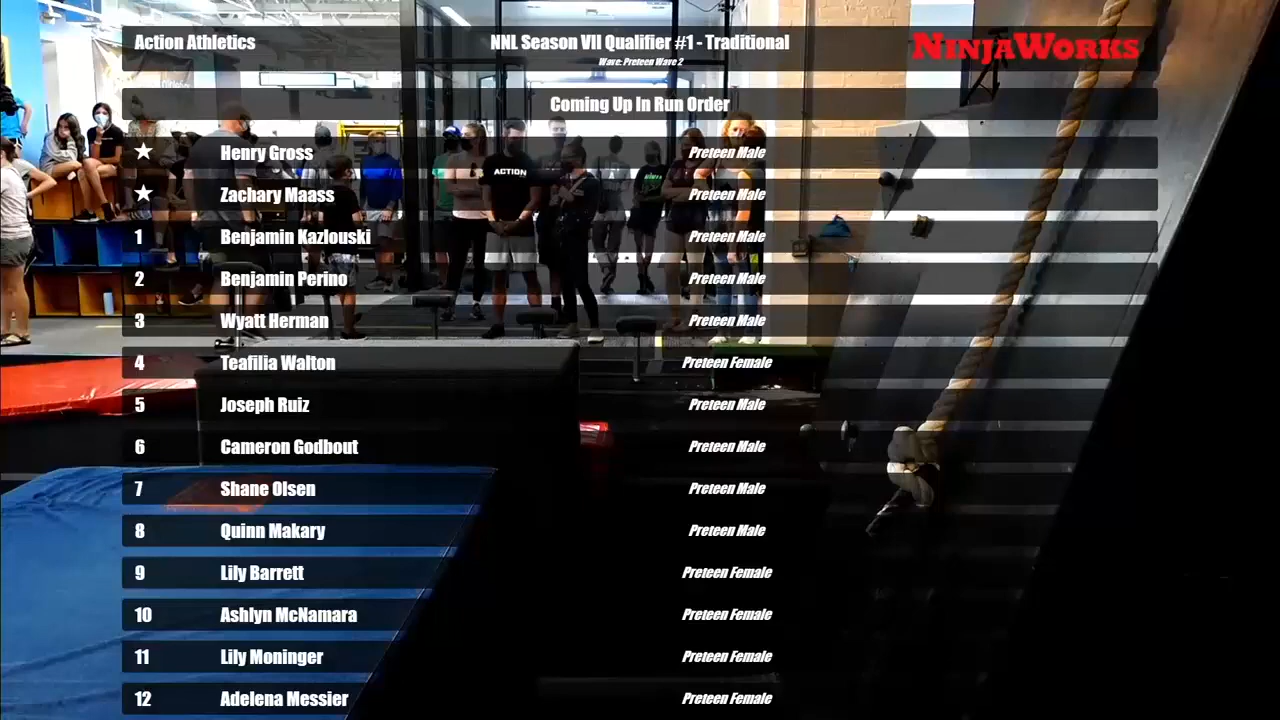 Action Athletics
NNL Season VII Qualifier #1 - Traditional
NinjaWorks
Wave: Preteen Wave 2
Coming Up In Run Order
★ Henry Gross Preteen Male
★ Zachary Maass Preteen Male
1 Benjamin Kazlouski Preteen Male
2 Benjamin Perino Preteen Male
3 Wyatt Herman Preteen Male
4 Teafilia Walton Preteen Female
5 Joseph Ruiz Preteen Male
6 Cameron Godbout Preteen Male
7 Shane Olsen Preteen Male
8 Quinn Makary Preteen Male
9 Lily Barrett Preteen Female
10 Ashlyn McNamara Preteen Female
11 Lily Moninger Preteen Female
12 Adelena Messier Preteen Female
ACTION